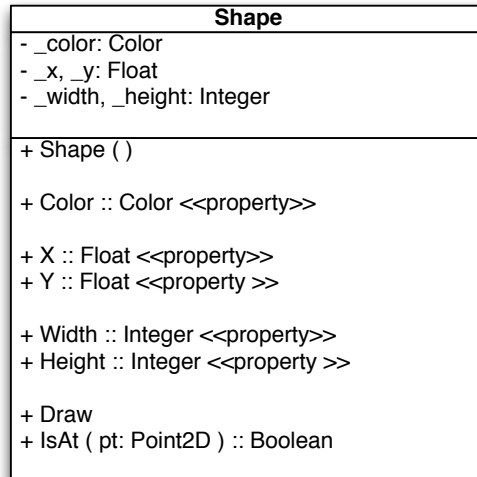 Shape
- _color: Color
- _x, _y: Float
- _width, _height: Integer
+ Shape ( )
+ Color :: Color <<property>>
+ X :: Float <<property>>
+ Y :: Float <<property >>
+ Width :: Integer <<property>>
+ Height :: Integer <<property >>
+ Draw
+ IsAt ( pt: Point2D ) :: Boolean